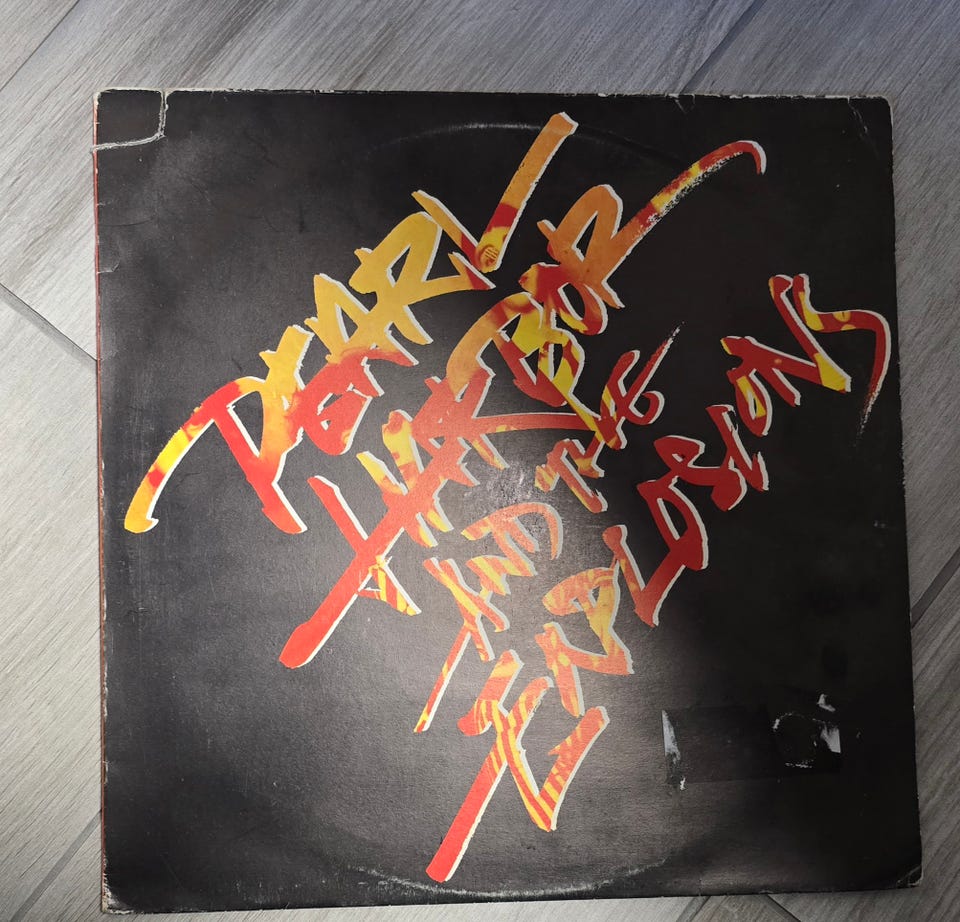 PEARL
HARBOR
AND THE
EXPLOSIONS